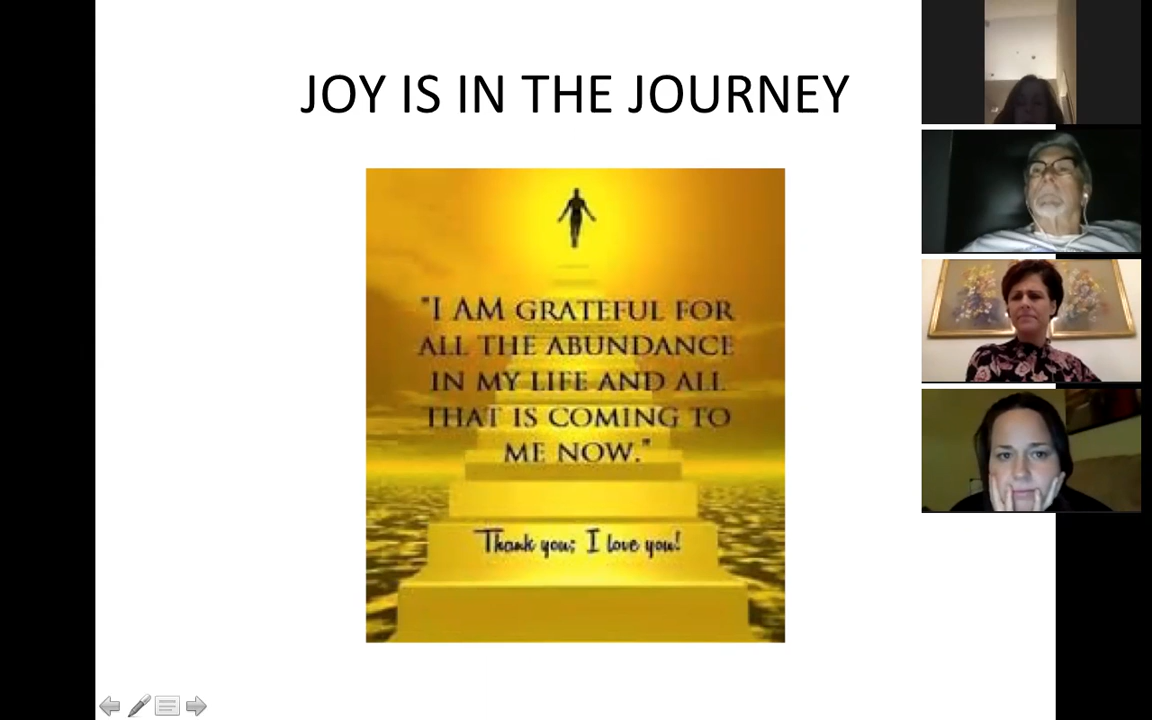 JOY IS IN THE JOURNEY
"I AM GRATEFUL FOR
ALL THE ABUNDANCE
IN MY LIFE AND ALL
THAT IS COMING TO
ME NOW."
Thank you; I love you!